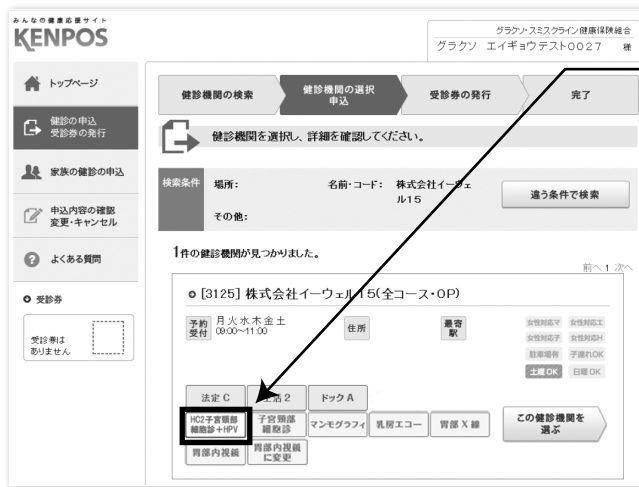 みんなの健康応援サイト
KENPOS
グラクソ・スミスクライン健康保険組合
グラクソ エイギョウテスト0027 様
トップページ
健診の申込
受診券の発行
家族の健診の申込
申込内容の確認
変更・キャンセル
よくある質問
受診券
受診券は
ありません
健診機関の検索
健診機関の選択
申込
受診券の発行
完了
健診機関を選択し、詳細を確認してください。
検索条件
場所:
名前・コード: 株式会社イーウェ
ル15
その他:
違う条件で検索
1件の健診機関が見つかりました。
前へ 1 次へ
[3125] 株式会社イーウェル15(全コース・OP)
予約
受付
月火水木金土
09:00~11:00
住所
最寄
駅
女性対応マ 女性対応エ
女性対応子 女性対応H
駐車場有 子連れOK
土曜OK 日曜OK
法定 C
生活2
ドック A
HC2子宮頸部
細胞診+HPV
子宮頸部
細胞診
マンモグラフィ
乳房エコー
胃部X線
胃部内視鏡
胃部内視鏡
に変更
この健診機関を
選ぶ